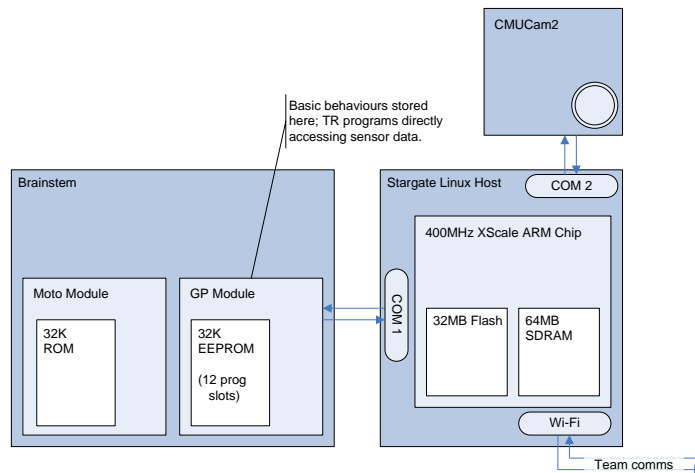 CMUCam2
Basic behaviours stored
here; TR programs directly
accessing sensor data.
Brainstem
Stargate Linux Host
COM 2
400MHz XScale ARM Chip
Moto Module
GP Module
COM 1
32K
ROM
32K
EEPROM
(12 prog
slots)
32MB Flash
64MB
SDRAM
Wi-Fi
Team comms